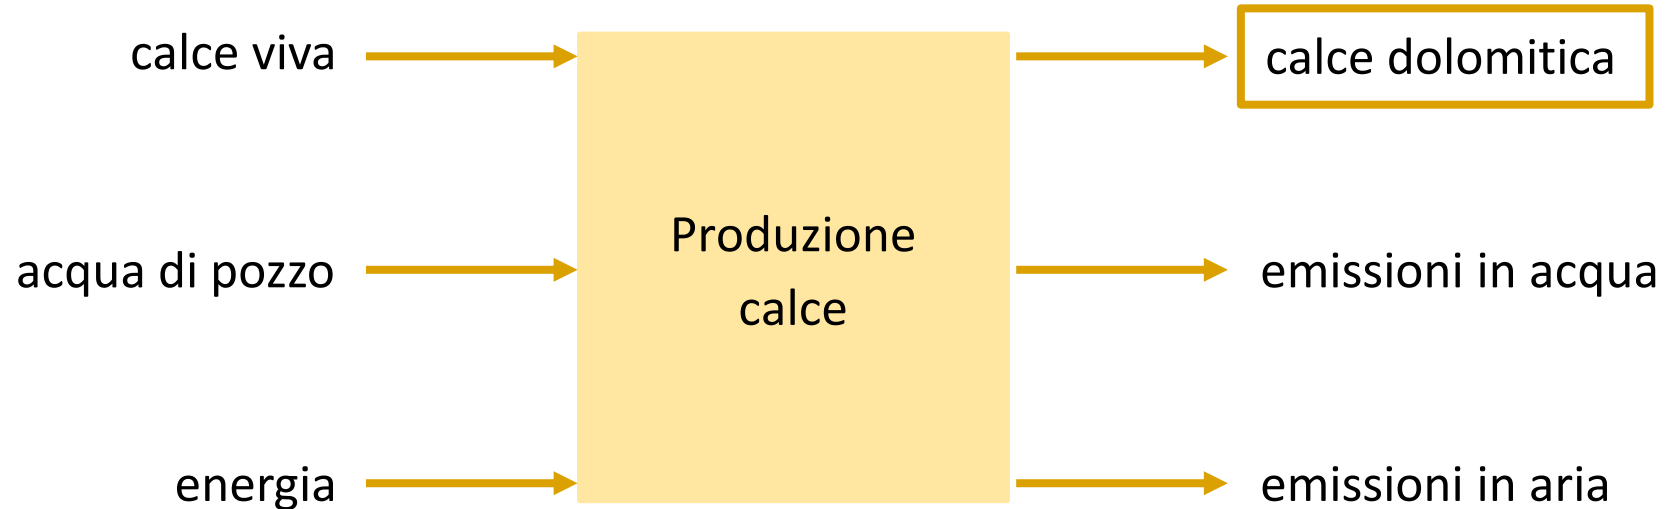 calce viva
calce dolomitica
Produzione
calce
acqua di pozzo
emissioni in acqua
energia
emissioni in aria